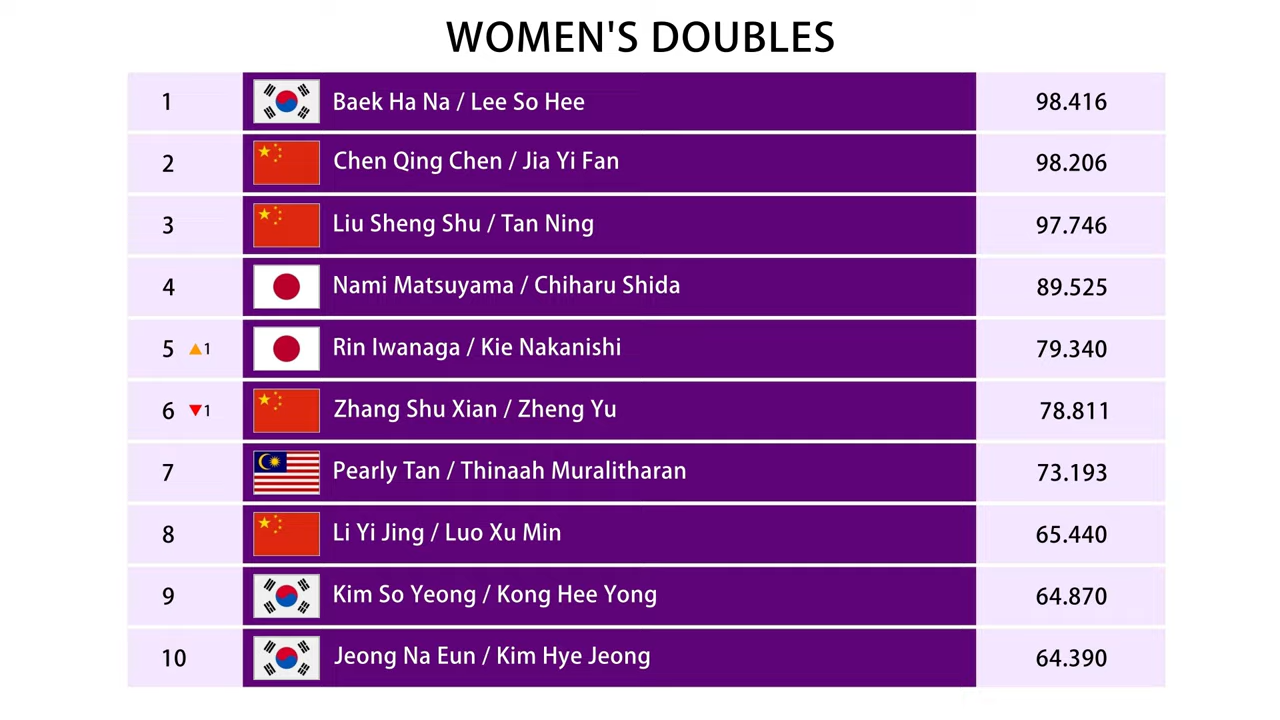 WOMEN'S DOUBLES
1 Baek Ha Na / Lee So Hee 98.416
2 Chen Qing Chen / Jia Yi Fan 98.206
3 Liu Sheng Shu / Tan Ning 97.746
4 Nami Matsuyama / Chiharu Shida 89.525
5 ▲1 Rin Iwanaga / Kie Nakanishi 79.340
6 ▼1 Zhang Shu Xian / Zheng Yu 78.811
7 Pearly Tan / Thinaah Muralitharan 73.193
8 Li Yi Jing / Luo Xu Min 65.440
9 Kim So Yeong / Kong Hee Yong 64.870
10 Jeong Na Eun / Kim Hye Jeong 64.390